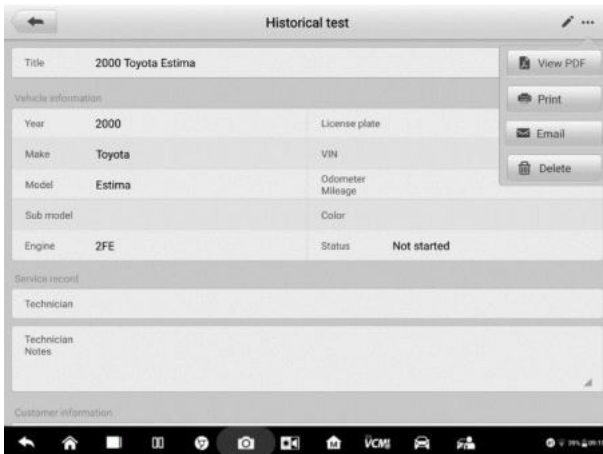 Historical test
Title 2000 Toyota Estima
View PDF
Vehicle information
Print
Year 2000 License plate
Email
Make Toyota VIN
Delete
Model Estima Odometer
Mileage
Sub model Color
Engine 2FE Status Not started
Service record
Technician
Technician
Notes
Customer information
VCMI